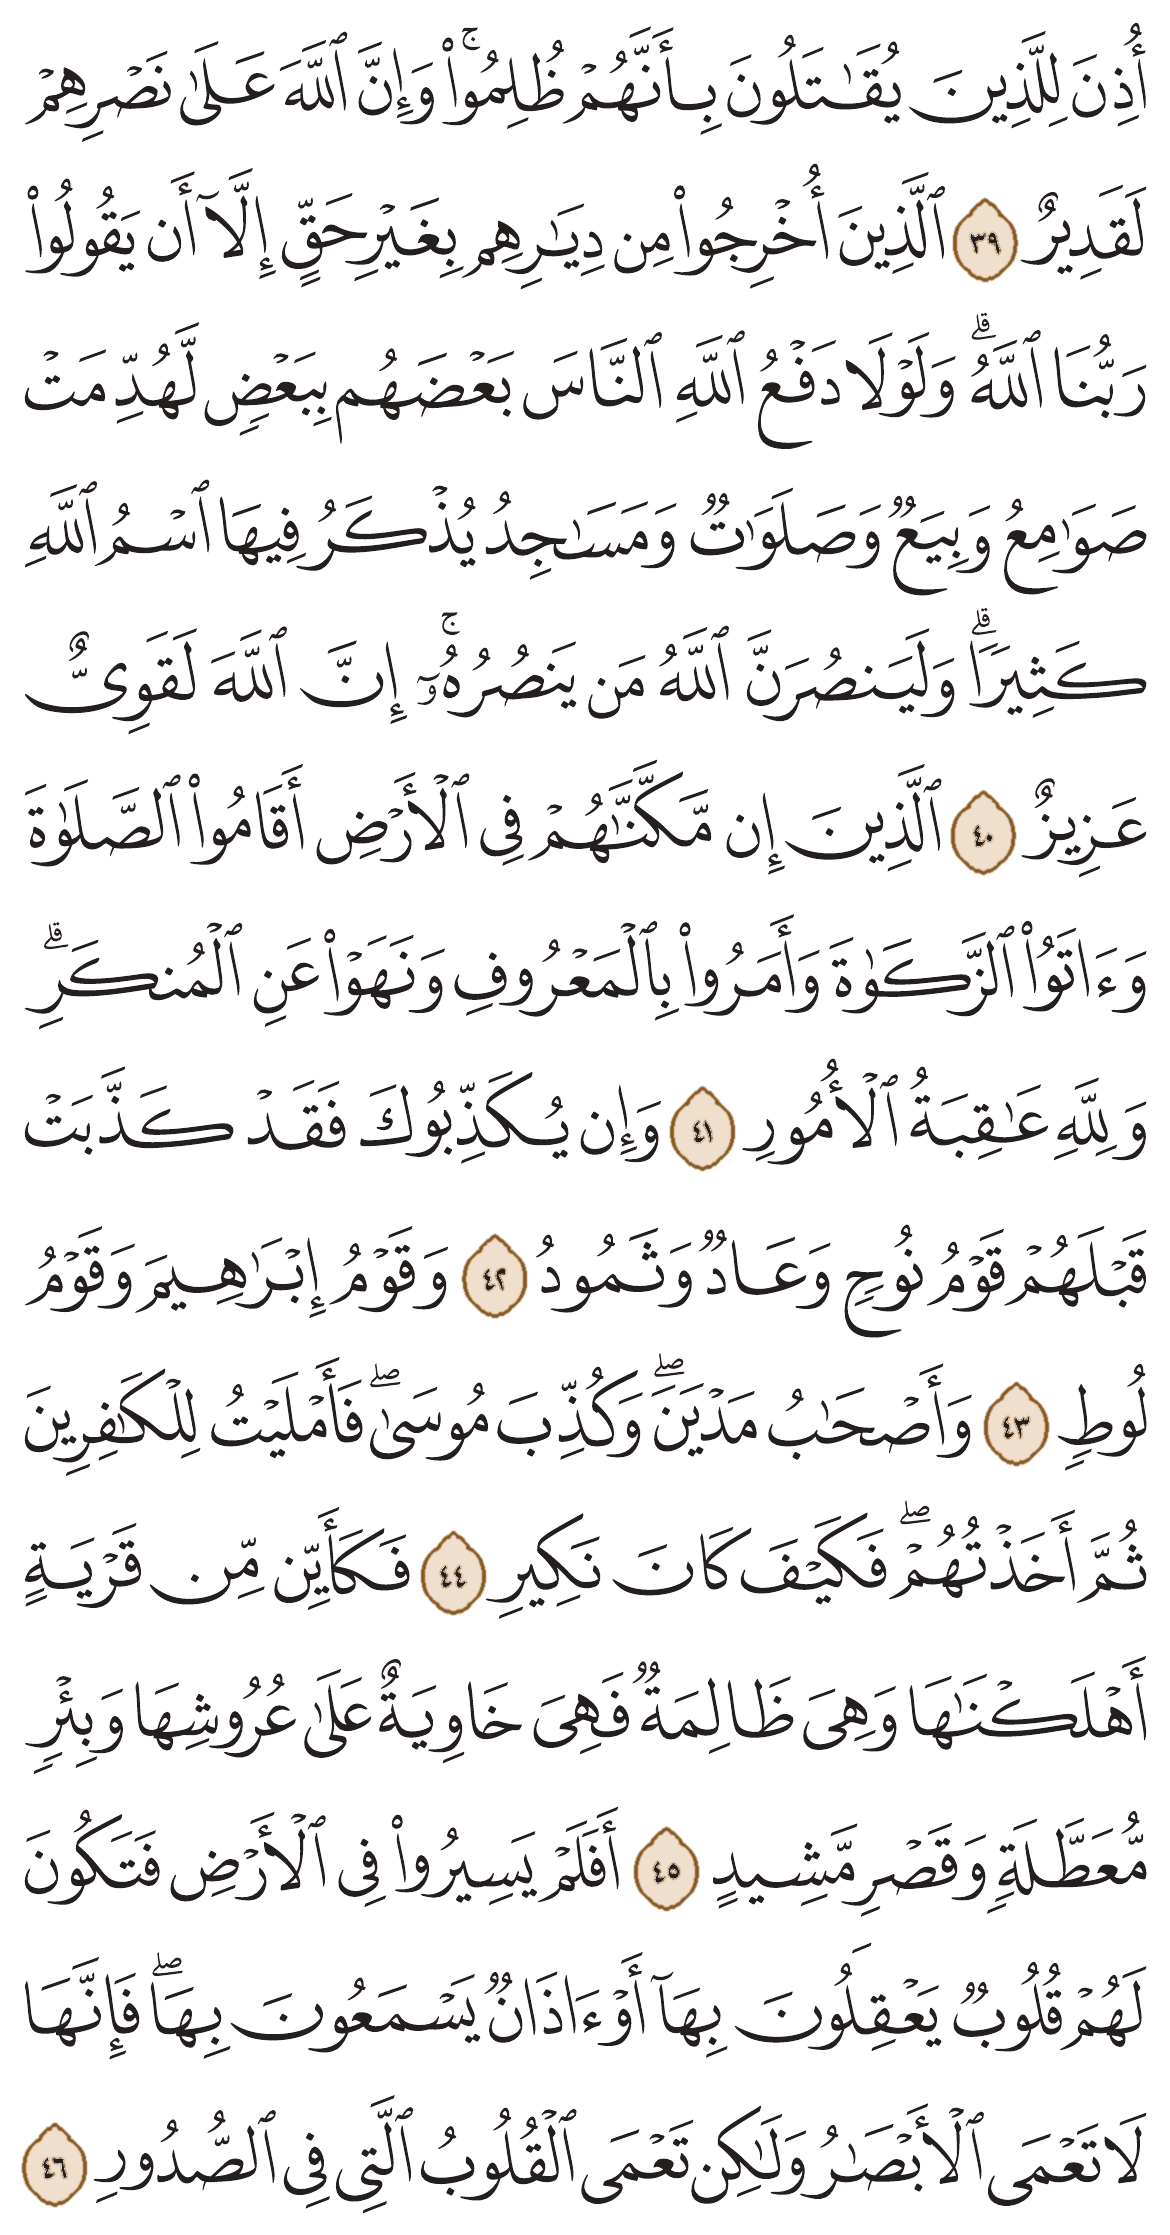 أُذِنَ لِلَّذِينَ يُقَٰتَلُونَ بِأَنَّهُمۡ ظُلِمُواْۚ وَإِنَّ ٱللَّهَ عَلَىٰ نَصۡرِهِمۡ
لَقَدِيرٌ ٣٩ ٱلَّذِينَ أُخۡرِجُواْ مِن دِيَٰرِهِم بِغَيۡرِ حَقٍّ إِلَّآ أَن يَقُولُواْ
رَبُّنَا ٱللَّهُۗ وَلَوۡلَا دَفۡعُ ٱللَّهِ ٱلنَّاسَ بَعۡضَهُم بِبَعۡضٖ لَّهُدِّمَتۡ
صَوَٰمِعُ وَبِيَعٞ وَصَلَوَٰتٞ وَمَسَٰجِدُ يُذۡكَرُ فِيهَا ٱسۡمُ ٱللَّهِ
كَثِيرٗاۗ وَلَيَنصُرَنَّ ٱللَّهُ مَن يَنصُرُهُۥٓۚ إِنَّ ٱللَّهَ لَقَوِيٌّ
عَزِيزٌ ٤٠ ٱلَّذِينَ إِن مَّكَّنَّٰهُمۡ فِي ٱلۡأَرۡضِ أَقَامُواْ ٱلصَّلَوٰةَ
وَءَاتَوُاْ ٱلزَّكَوٰةَ وَأَمَرُواْ بِٱلۡمَعۡرُوفِ وَنَهَوۡاْ عَنِ ٱلۡمُنكَرِۗ
وَلِلَّهِ عَٰقِبَةُ ٱلۡأُمُورِ ٤١ وَإِن يُكَذِّبُوكَ فَقَدۡ كَذَّبَتۡ
قَبۡلَهُمۡ قَوۡمُ نُوحٖ وَعَادٞ وَثَمُودُ ٤٢ وَقَوۡمُ إِبۡرَٰهِيمَ وَقَوۡمُ
لُوطٖ ٤٣ وَأَصۡحَٰبُ مَدۡيَنَۖ وَكُذِّبَ مُوسَىٰۖ فَأَمۡلَيۡتُ لِلۡكَٰفِرِينَ
ثُمَّ أَخَذۡتُهُمۡۖ فَكَيۡفَ كَانَ نَكِيرِ ٤٤ فَكَأَيِّن مِّن قَرۡيَةٍ
أَهۡلَكۡنَٰهَا وَهِيَ ظَالِمَةٞ فَهِيَ خَاوِيَةٌ عَلَىٰ عُرُوشِهَا وَبِئۡرٖ
مُّعَطَّلَةٖ وَقَصۡرٖ مَّشِيدٍ ٤٥ أَفَلَمۡ يَسِيرُواْ فِي ٱلۡأَرۡضِ فَتَكُونَ
لَهُمۡ قُلُوبٞ يَعۡقِلُونَ بِهَآ أَوۡ ءَاذَانٞ يَسۡمَعُونَ بِهَاۖ فَإِنَّهَا
لَا تَعۡمَى ٱلۡأَبۡصَٰرُ وَلَٰكِن تَعۡمَى ٱلۡقُلُوبُ ٱلَّتِي فِي ٱلصُّدُورِ ٤٦